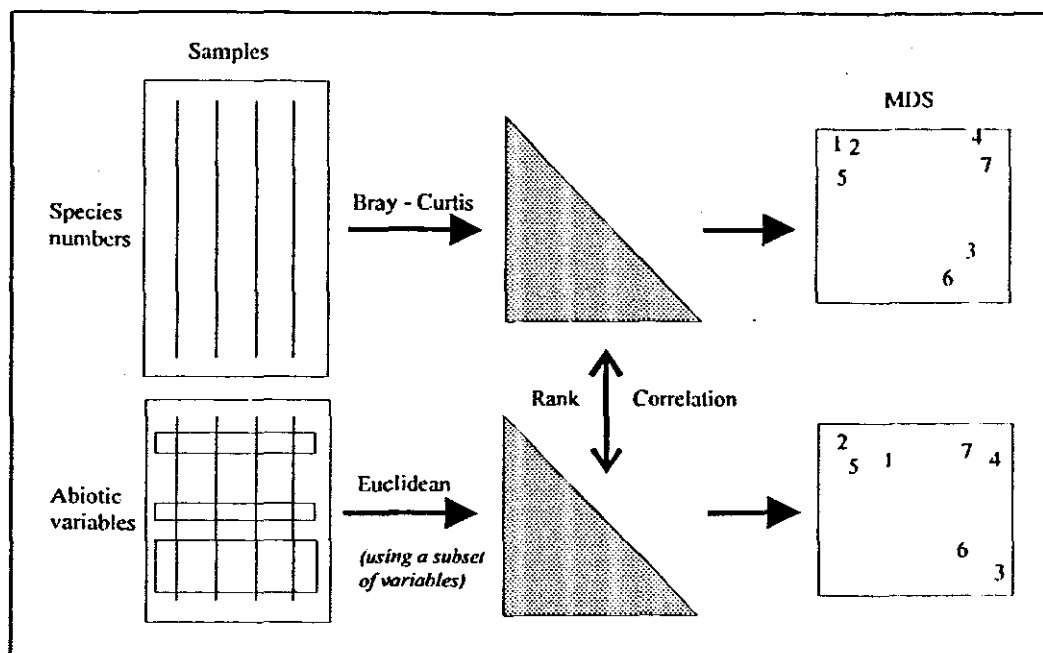 Samples
MDS
1 2
5
4
7
3
6
Species
numbers
Bray - Curtis
Rank
Correlation
Abiotic
variables
Euclidean
(using a subset
of variables)
2
5
1
7
4
6
3